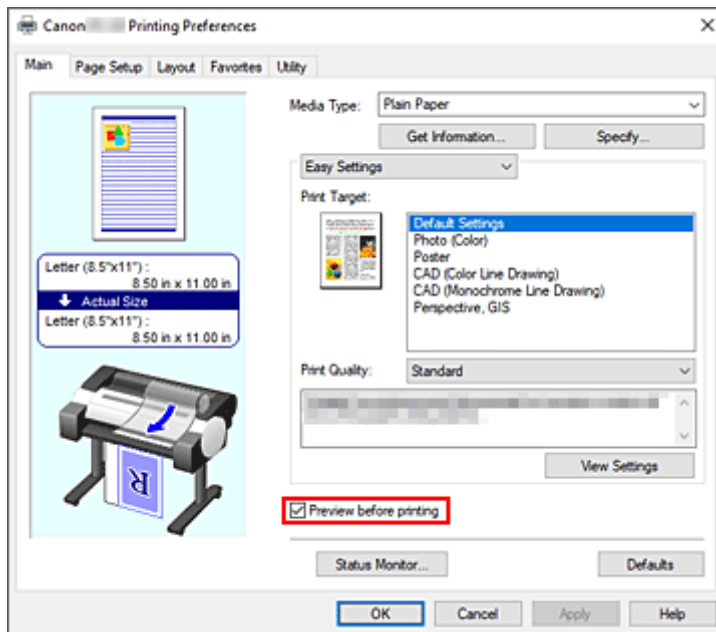 Canon Printing Preferences
Main Page Setup Layout Favorites Utility
Media Type: Plain Paper
Get Information... Specify...
Easy Settings
Print Target:
Default Settings
Photo (Color)
Poster
CAD (Color Line Drawing)
CAD (Monochrome Line Drawing)
Perspective, GIS
Letter (8.5"x11") :
8.50 in x 11.00 in
Actual Size
Letter (8.5"x11") :
8.50 in x 11.00 in
R
Print Quality: Standard
View Settings
Preview before printing
Status Monitor... Defaults
OK Cancel Apply Help